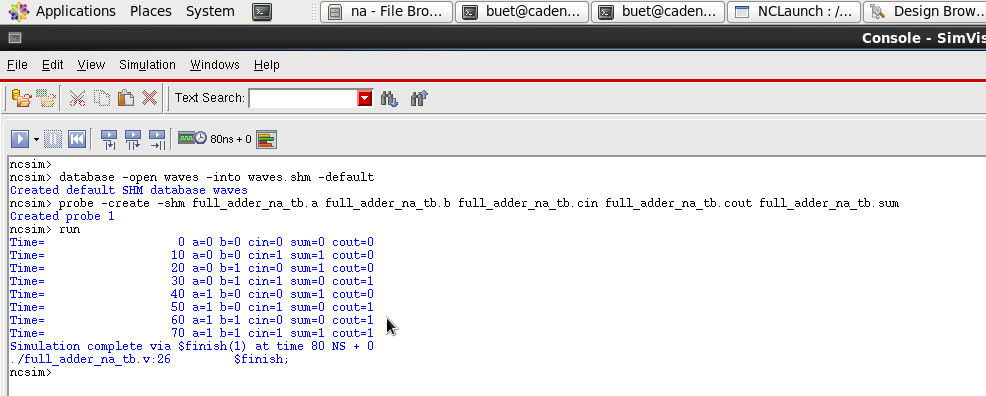 Applications Places System na - File Bro... buet@caden... buet@caden... NCLaunch : /... Design Brow...
Console - SimVis
File Edit View Simulation Windows Help
Text Search:
80ns + 0
ncsim>
ncsim> database -open waves -into waves.shm -default
Created default SHM database waves
ncsim> probe -create -shm full_adder_na_tb.a full_adder_na_tb.b full_adder_na_tb.cin full_adder_na_tb.cout full_adder_na_tb.sum
Created probe 1
ncsim> run
Time= 0 a=0 b=0 cin=0 sum=0 cout=0
Time= 10 a=0 b=0 cin=1 sum=1 cout=0
Time= 20 a=0 b=1 cin=0 sum=1 cout=0
Time= 30 a=0 b=1 cin=1 sum=0 cout=1
Time= 40 a=1 b=0 cin=0 sum=1 cout=0
Time= 50 a=1 b=0 cin=1 sum=0 cout=1
Time= 60 a=1 b=1 cin=0 sum=0 cout=1
Time= 70 a=1 b=1 cin=1 sum=1 cout=1
Simulation complete via $finish(1) at time 80 NS + 0
./full_adder_na_tb.v:26 $finish;
ncsim>